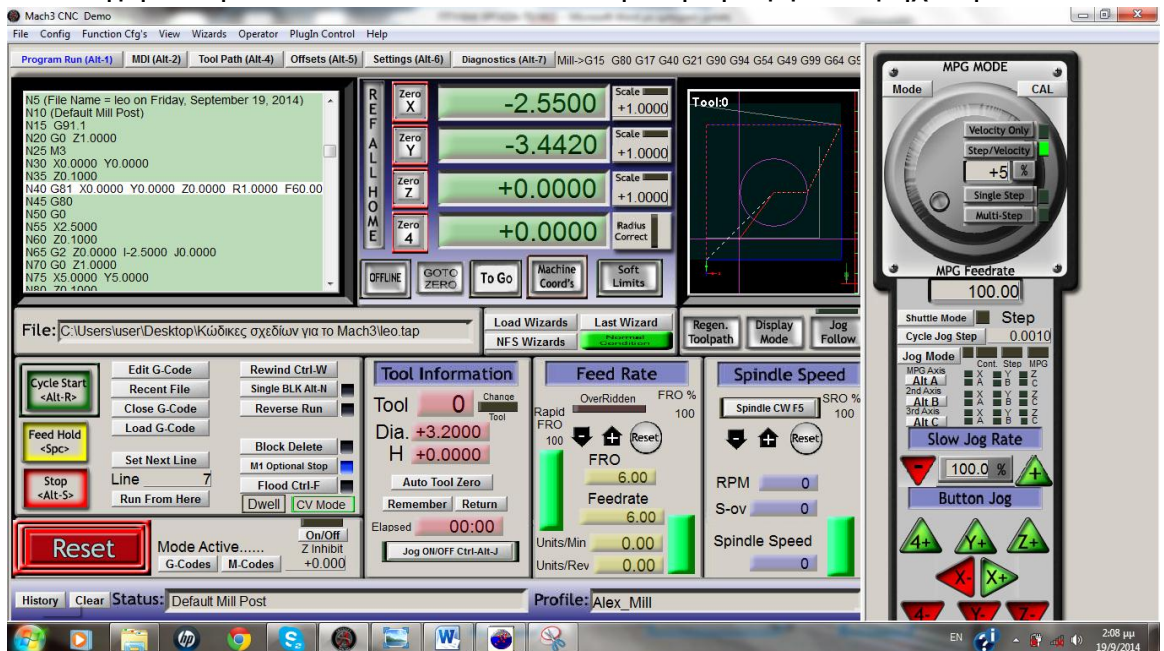 Mach3 CNC Demo
File Config Function Cfg's View Wizards Operator PlugIn Control Help
Program Run (Alt-1) MDI (Alt-2) Tool Path (Alt-4) Offsets (Alt-5) Settings (Alt-6) Diagnostics (Alt-7) Mill->G15 G80 G17 G40 G21 G90 G94 G54 G49 G99 G64 G
N5 (File Name = leo on Friday, September 19, 2014)
N10 (Default Mill Post)
N15 G91.1
N20 G0 Z1.0000
N25 M3
N30 X0.0000 Y0.0000
N35 Z0.1000
N40 G81 X0.0000 Y0.0000 Z0.0000 R1.0000 F60.00
N45 G80
N50 G0
N55 X2.5000
N60 Z0.1000
N65 G2 Z0.0000 I-2.5000 J0.0000
N70 G0 Z1.0000
N75 X5.0000 Y5.0000
N80 Z0.1000
REF ALL HOME
Zero X -2.5500 Scale +1.0000
Zero Y -3.4420 Scale +1.0000
Zero Z +0.0000 Scale +1.0000
Zero 4 +0.0000 Radius Correct
OFFLINE GOTO ZERO To Go Machine Coord's Soft Limits
Tool:0
File: C:\Users\user\Desktop\Κώδικες σχεδίων για το Mach3\leo.tap
Load Wizards Last Wizard
NFS Wizards Normal Condition
Regen. Toolpath Display Mode Jog Follow
Cycle Start <Alt-R>
Feed Hold <Spc>
Stop <Alt-S>
Edit G-Code
Recent File
Close G-Code
Load G-Code
Set Next Line
Line 7
Run From Here
Rewind Ctrl-W
Single BLK Alt-N
Reverse Run
Block Delete
M1 Optional Stop
Flood Ctrl-F
Dwell CV Mode
Reset
Mode Active......
G-Codes M-Codes
On/Off
Z Inhibit
+0.000
Tool Information
Tool 0 Change Tool
Dia. +3.2000
H +0.0000
Auto Tool Zero
Remember Return
Elapsed 00:00
Jog ON/OFF Ctrl-Alt-J
Feed Rate
OverRidden FRO %
Rapid FRO 100
100 Reset
FRO
6.00
Feedrate
6.00
Units/Min 0.00
Units/Rev 0.00
Spindle Speed
Spindle CW F5 SRO %
100
Reset
RPM 0
S-ov 0
Spindle Speed
0
History Clear Status: Default Mill Post
Profile: Alex_Mill
MPG MODE
Mode CAL
Velocity Only
Step/Velocity
+5 %
Single Step
Multi-Step
MPG Feedrate
100.00
Shuttle Mode Step
Cycle Jog Step 0.0010
Jog Mode Cont. Step MPG
MPG Axis
Alt A X Y Z
A B C
2nd Axis
Alt B X Y Z
A B C
3rd Axis
Alt C X Y Z
A B C
Slow Jog Rate
100.0 %
Button Jog
4+ Y+ Z+
X- X+
4- Y- Z-
EN 2:08 μμ
19/9/2014